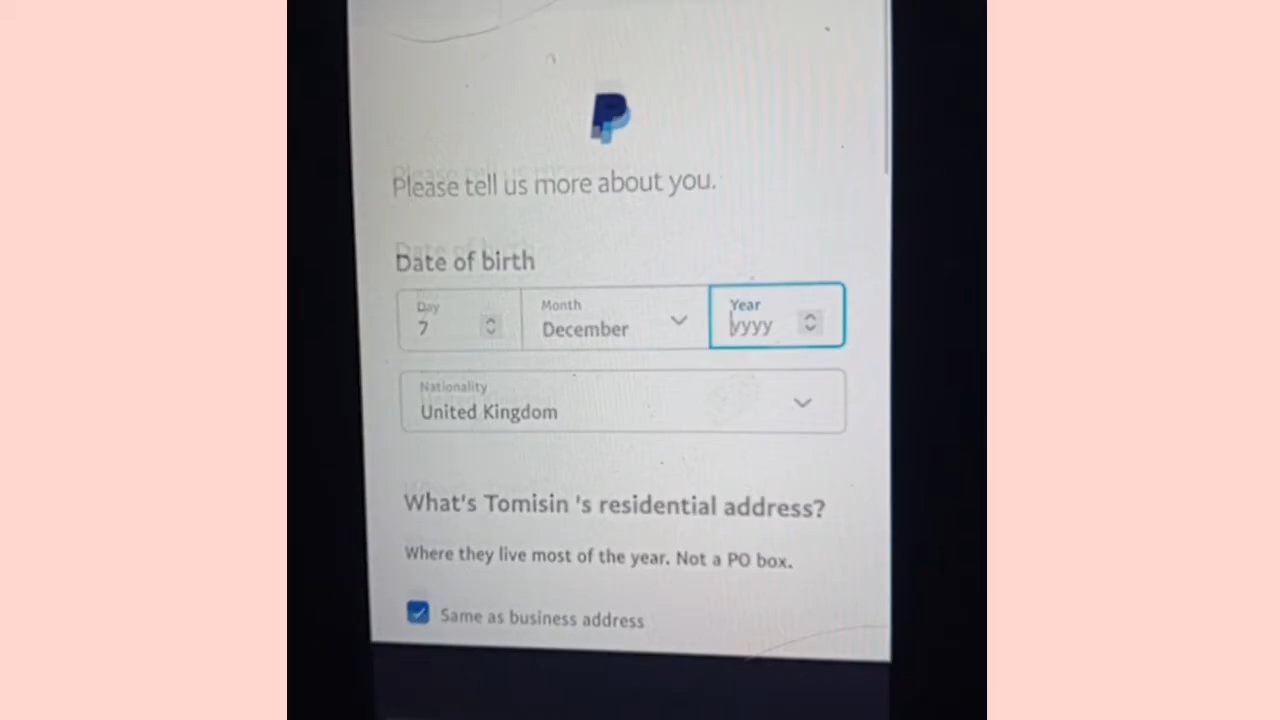 Please tell us more about you.
Date of birth
Day
Month
Year
7
December
yyyy
Nationality
United Kingdom
What's Tomisin 's residential address?
Where they live most of the year. Not a PO box.
Same as business address